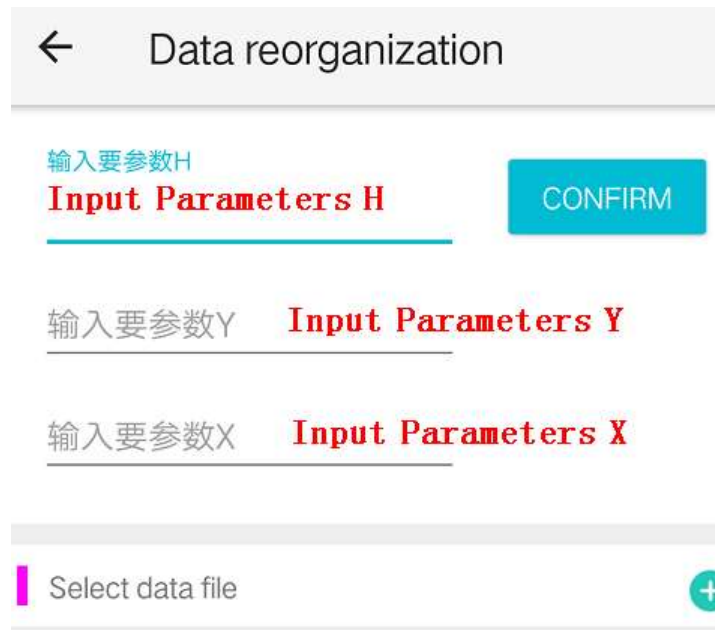 Data reorganization
输入要参数H
Input Parameters H
CONFIRM
输入要参数Y Input Parameters Y
输入要参数X Input Parameters X
Select data file